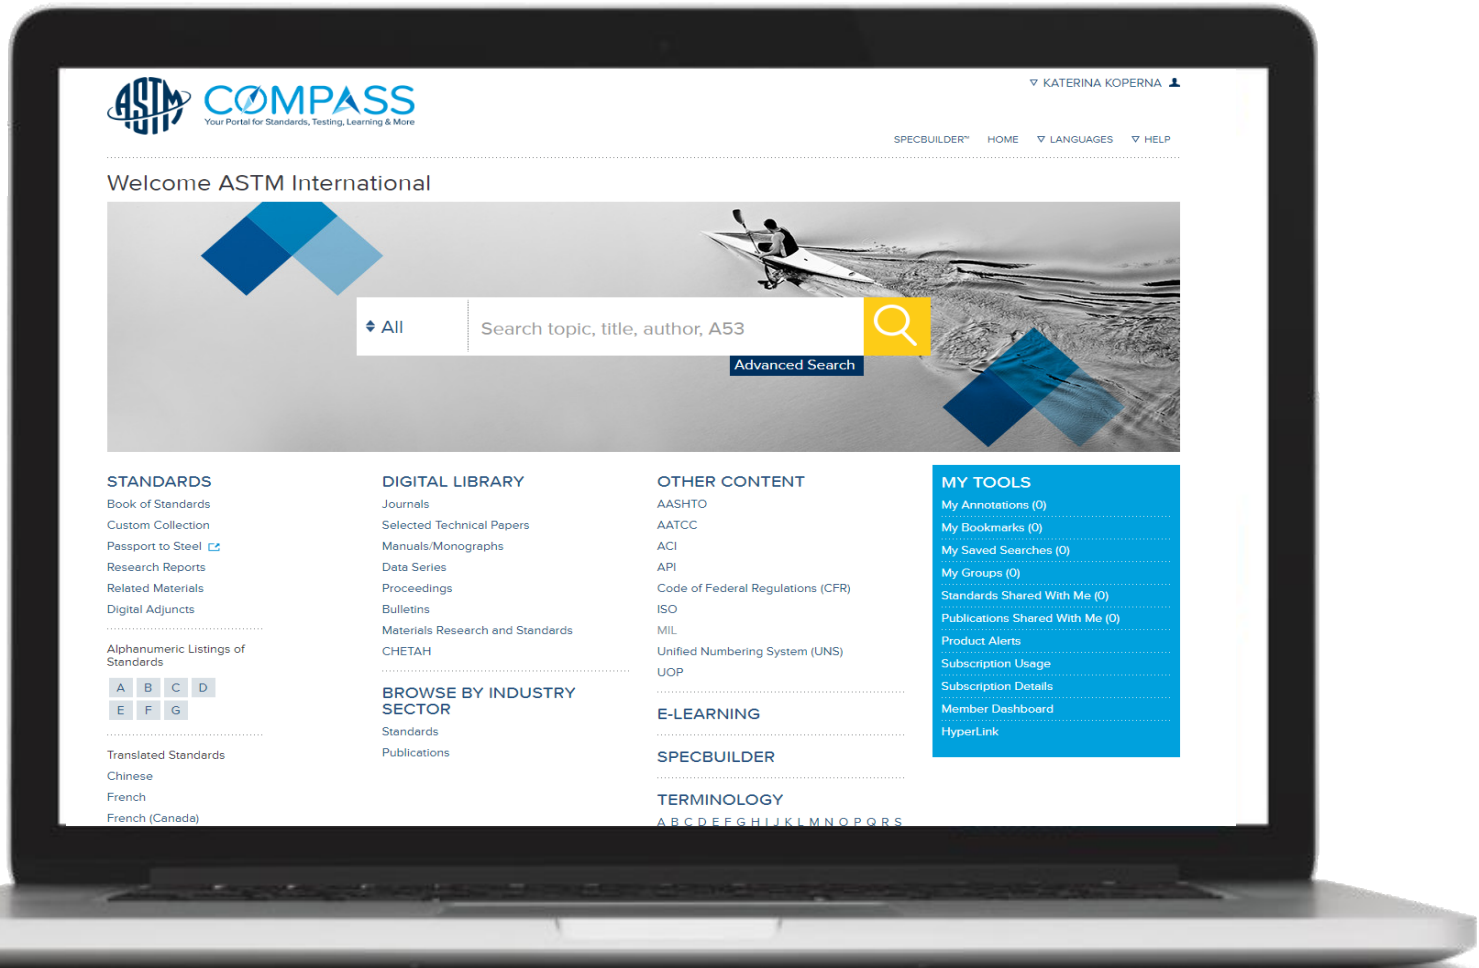 ASTM
COMPASS
Your Portal for Standards, Testing, Learning & More
KATERINA KOPERNA
SPECBUILDER™ HOME LANGUAGES HELP
Welcome ASTM International
All
Search topic, title, author, A53
Advanced Search
STANDARDS
Book of Standards
Custom Collection
Passport to Steel
Research Reports
Related Materials
Digital Adjuncts
Alphanumeric Listings of
Standards
A B C D
E F G
Translated Standards
Chinese
French
French (Canada)
DIGITAL LIBRARY
Journals
Selected Technical Papers
Manuals/Monographs
Data Series
Proceedings
Bulletins
Materials Research and Standards
CHETAH
BROWSE BY INDUSTRY
SECTOR
Standards
Publications
OTHER CONTENT
AASHTO
AATCC
ACI
API
Code of Federal Regulations (CFR)
ISO
MIL
Unified Numbering System (UNS)
UOP
E-LEARNING
SPECBUILDER
TERMINOLOGY
A B C D E F G H I J K L M N O P Q R S
MY TOOLS
My Annotations (0)
My Bookmarks (0)
My Saved Searches (0)
My Groups (0)
Standards Shared With Me (0)
Publications Shared With Me (0)
Product Alerts
Subscription Usage
Subscription Details
Member Dashboard
HyperLink